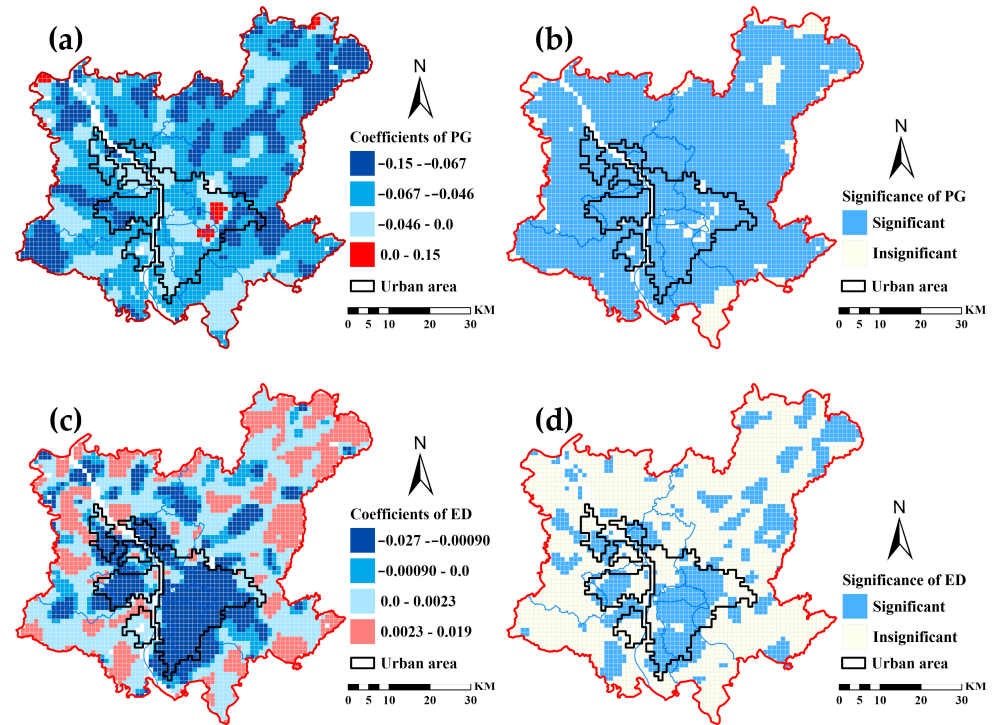 (a)
N
Coefficients of PG
-0.15 - -0.067
-0.067 - -0.046
-0.046 - 0.0
0.0 - 0.15
Urban area
KM
0 5 10 20 30
(b)
N
Significance of PG
Significant
Insignificant
Urban area
KM
0 5 10 20 30
(c)
N
Coefficients of ED
-0.027 - -0.00090
-0.00090 - 0.0
0.0 - 0.0023
0.0023 - 0.019
Urban area
KM
0 5 10 20 30
(d)
N
Significance of ED
Significant
Insignificant
Urban area
KM
0 5 10 20 30